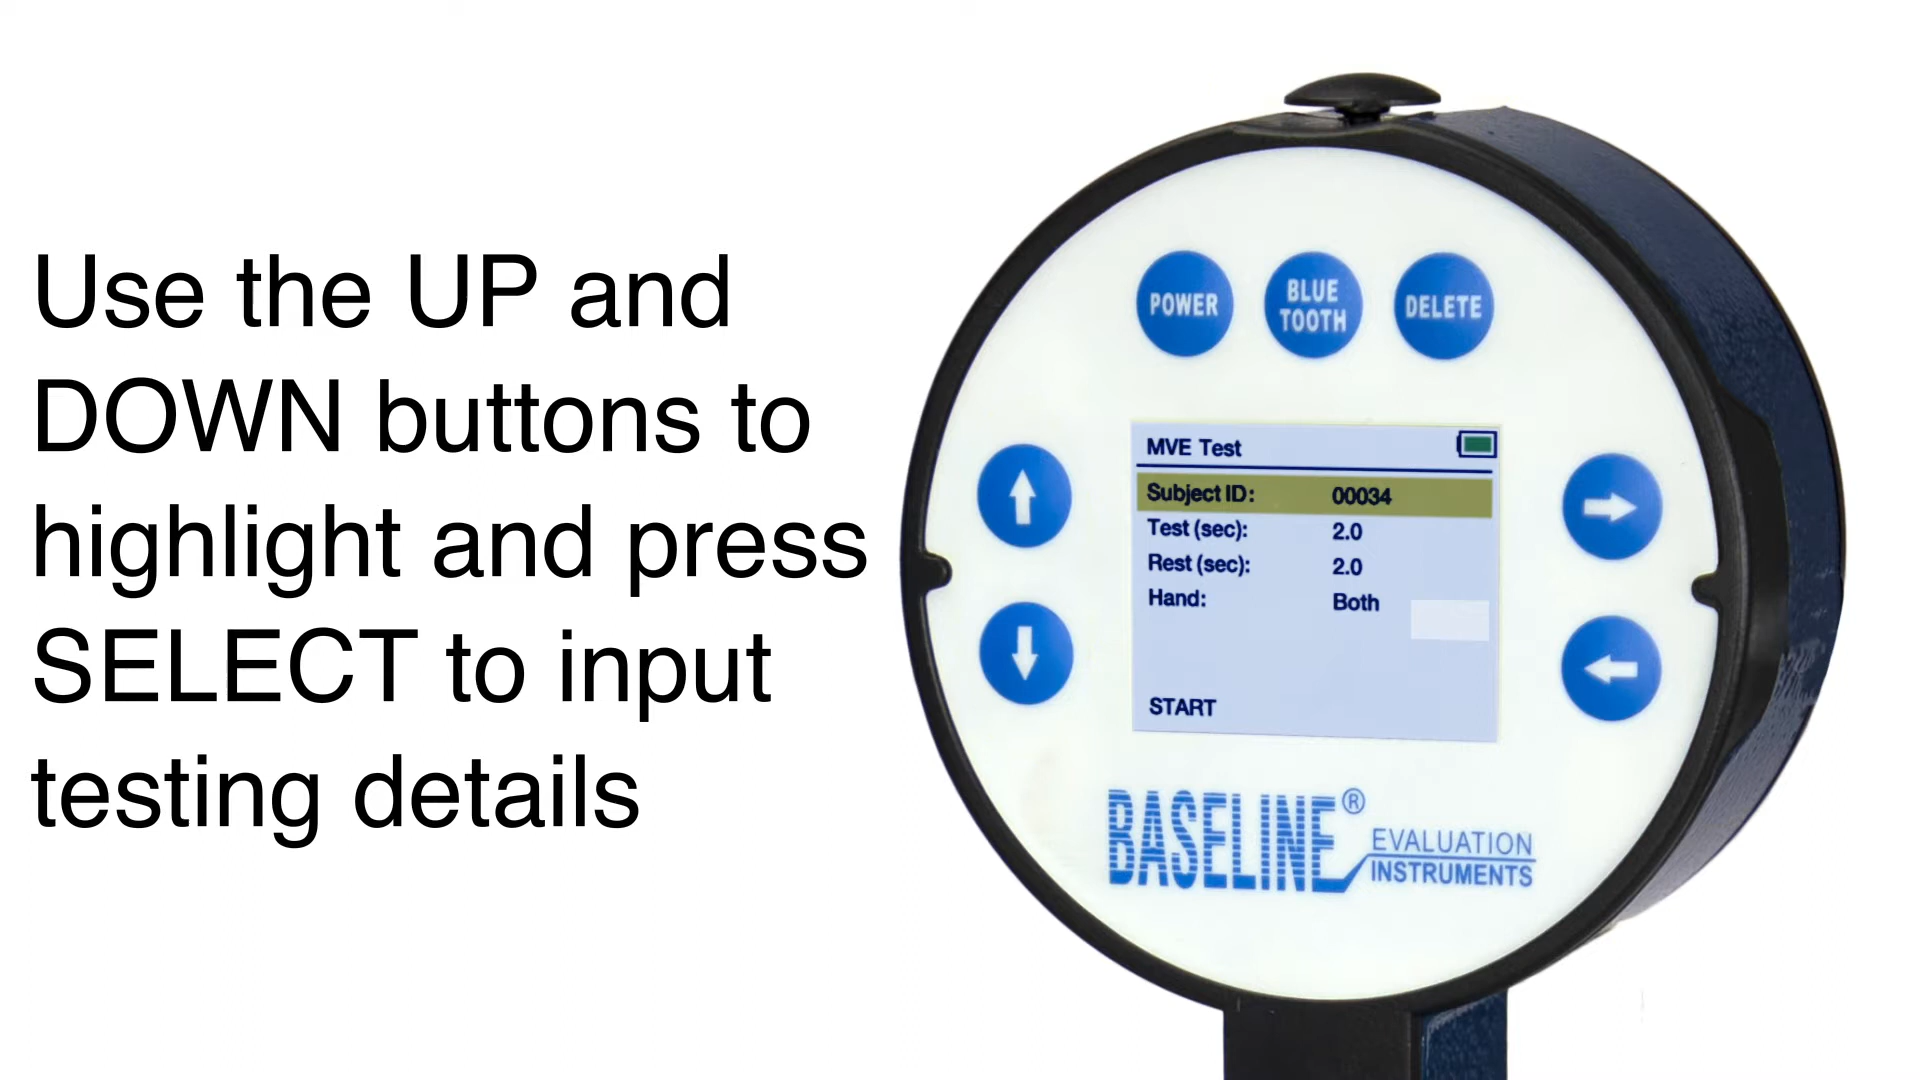 Use the UP and
DOWN buttons to
highlight and press
SELECT to input
testing details
POWER
BLUE
TOOTH
DELETE
MVE Test
Subject ID: 00034
Test (sec): 2.0
Rest (sec): 2.0
Hand: Both
START
BASELINE®
EVALUATION
INSTRUMENTS